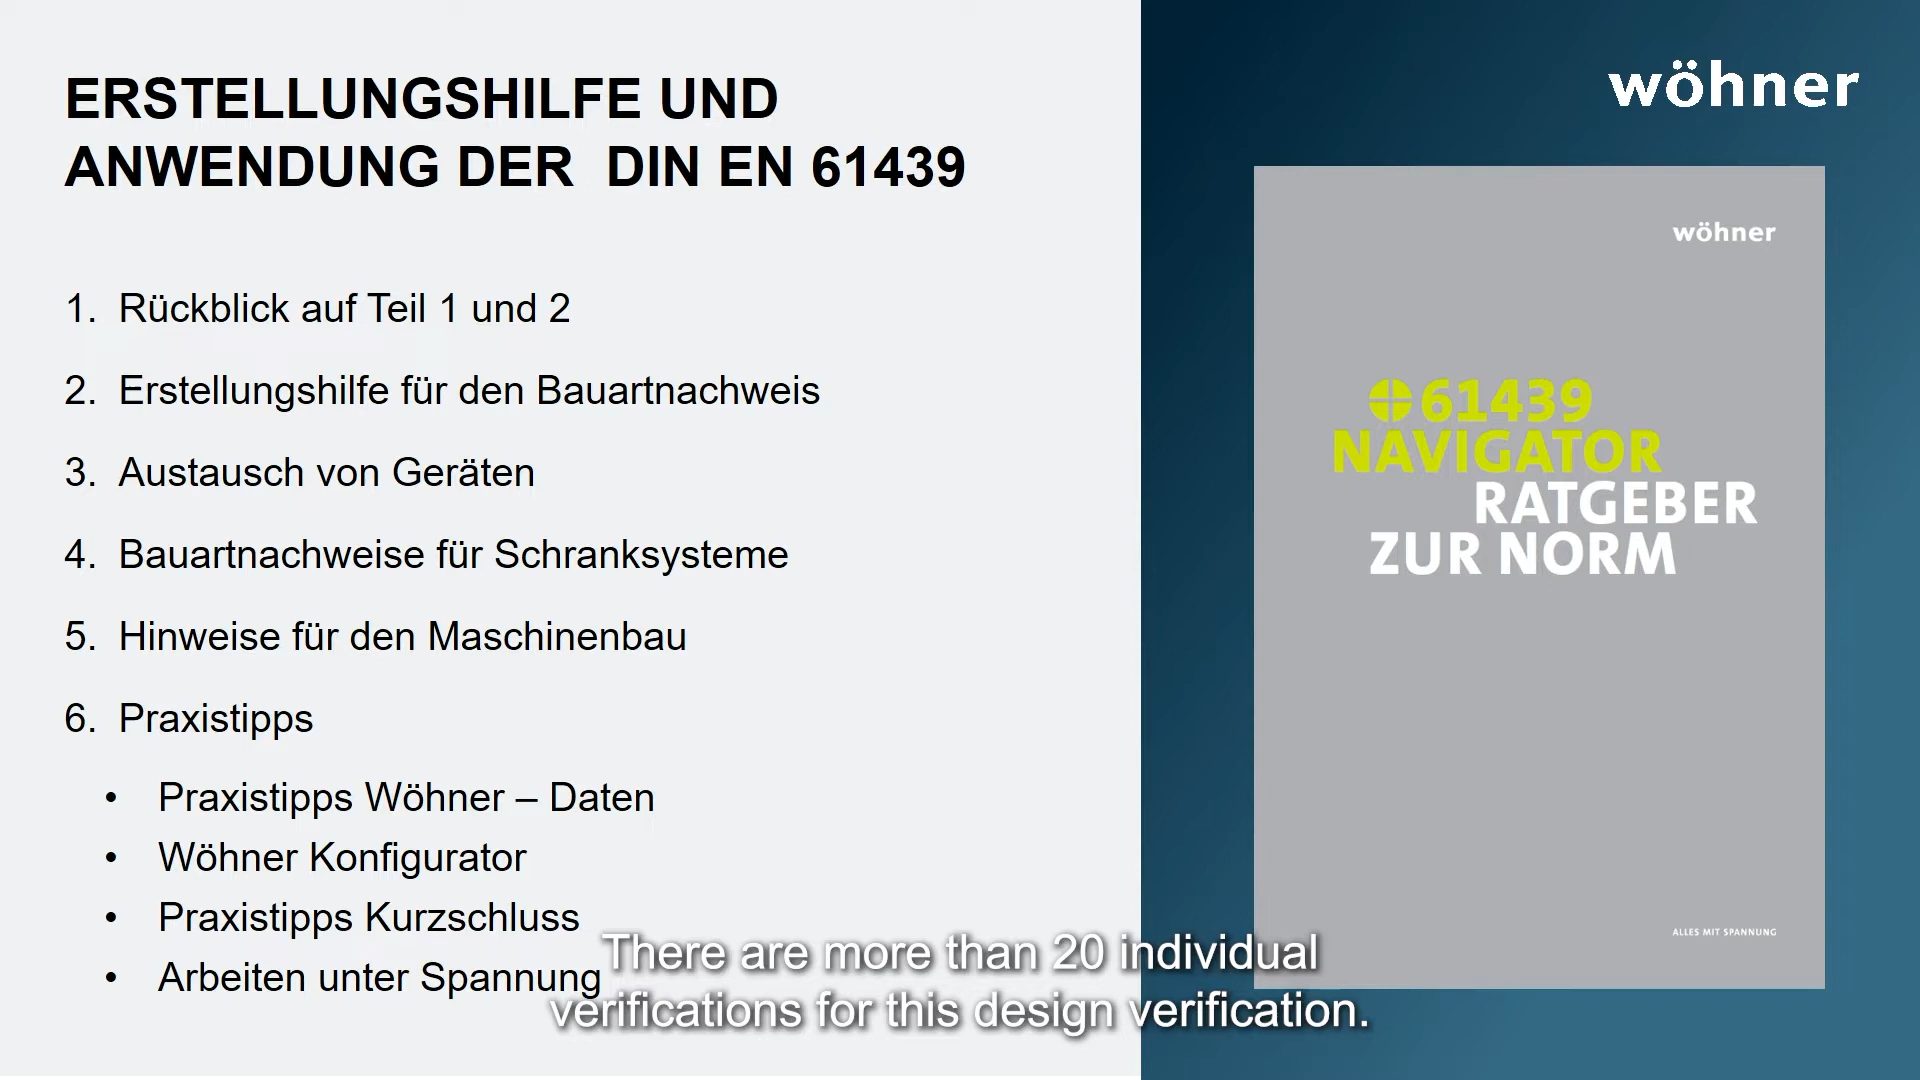 ERSTELLUNGSHILFE UND
ANWENDUNG DER  DIN EN 61439
1. Rückblick auf Teil 1 und 2
2. Erstellungshilfe für den Bauartnachweis
3. Austausch von Geräten
4. Bauartnachweise für Schranksysteme
5. Hinweise für den Maschinenbau
6. Praxistipps
• Praxistipps Wöhner – Daten
• Wöhner Konfigurator
• Praxistipps Kurzschluss
• Arbeiten unter Spannung
wöhner
wöhner
61439
NAVIGATOR
RATGEBER
ZUR NORM
ALLES MIT SPANNUNG
There are more than 20 individual
verifications for this design verification.